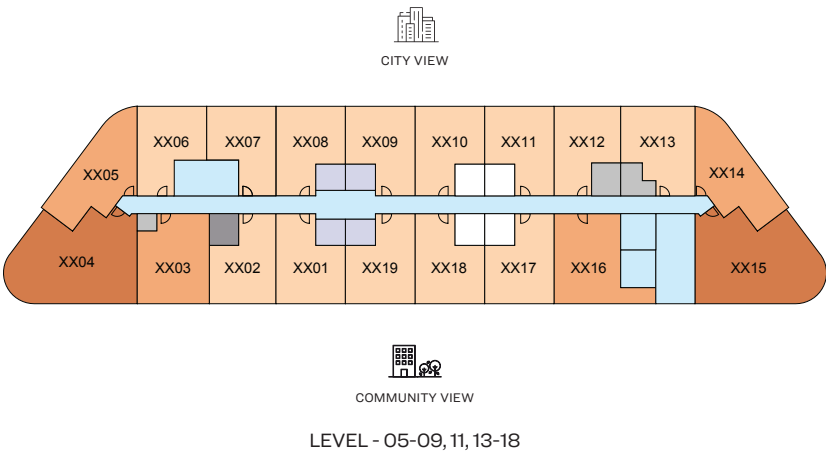 CITY VIEW
XX06 XX07 XX08 XX09 XX10 XX11 XX12 XX13
XX05 XX14
XX04 XX03 XX02 XX01 XX19 XX18 XX17 XX16 XX15
COMMUNITY VIEW
LEVEL - 05-09, 11, 13-18